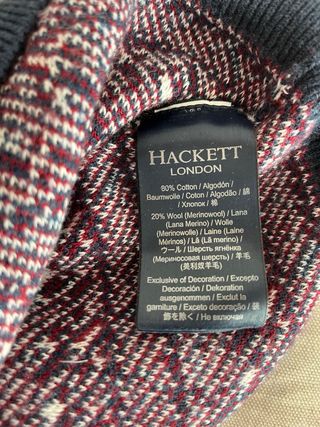 HACKETT
LONDON
80% Cotton / Algodón /
Baumwolle / Coton / Algodão / 綿
/ Хлопок / 棉
20% Wool (Merinowool) / Lana
(Lana Merino) / Wolle
(Merinowolle) / Laine (Laine
Mérinos) / Lã (Lã merino) /
ウール / Шерсть ягнёнка
(Мериносовая шерсть) / 羊毛
(美利奴羊毛)
Exclusive of Decoration / Excepto
Decoración / Dekoration
ausgenommen / Exclut la
garniture / Exceto decoração / 装
飾を除く / Не включая